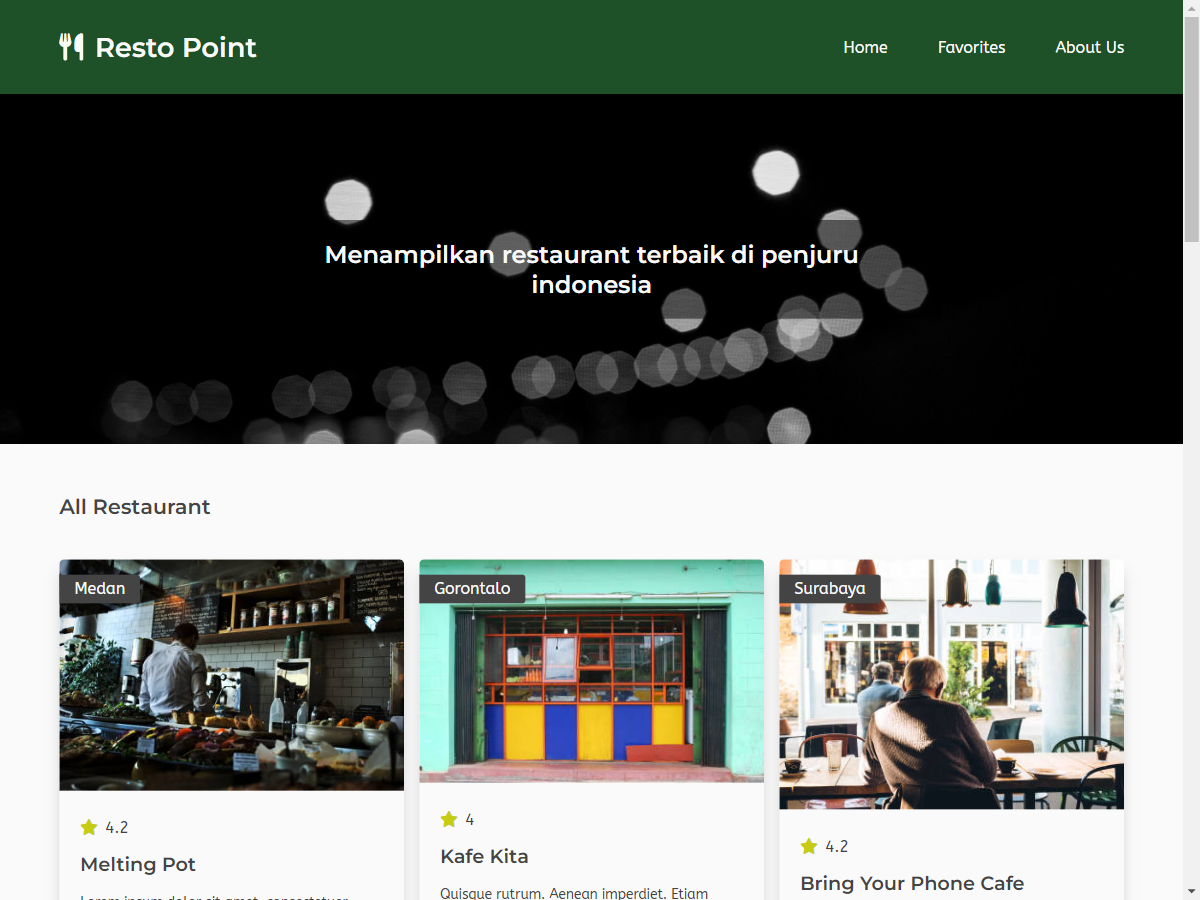 Resto Point
Home
Favorites
About Us
Menampilkan restaurant terbaik di penjuru
indonesia
All Restaurant
Medan
Gorontalo
Surabaya
4.2
Melting Pot
4
Kafe Kita
Quisque rutrum. Aenean imperdiet. Etiam
4.2
Bring Your Phone Cafe